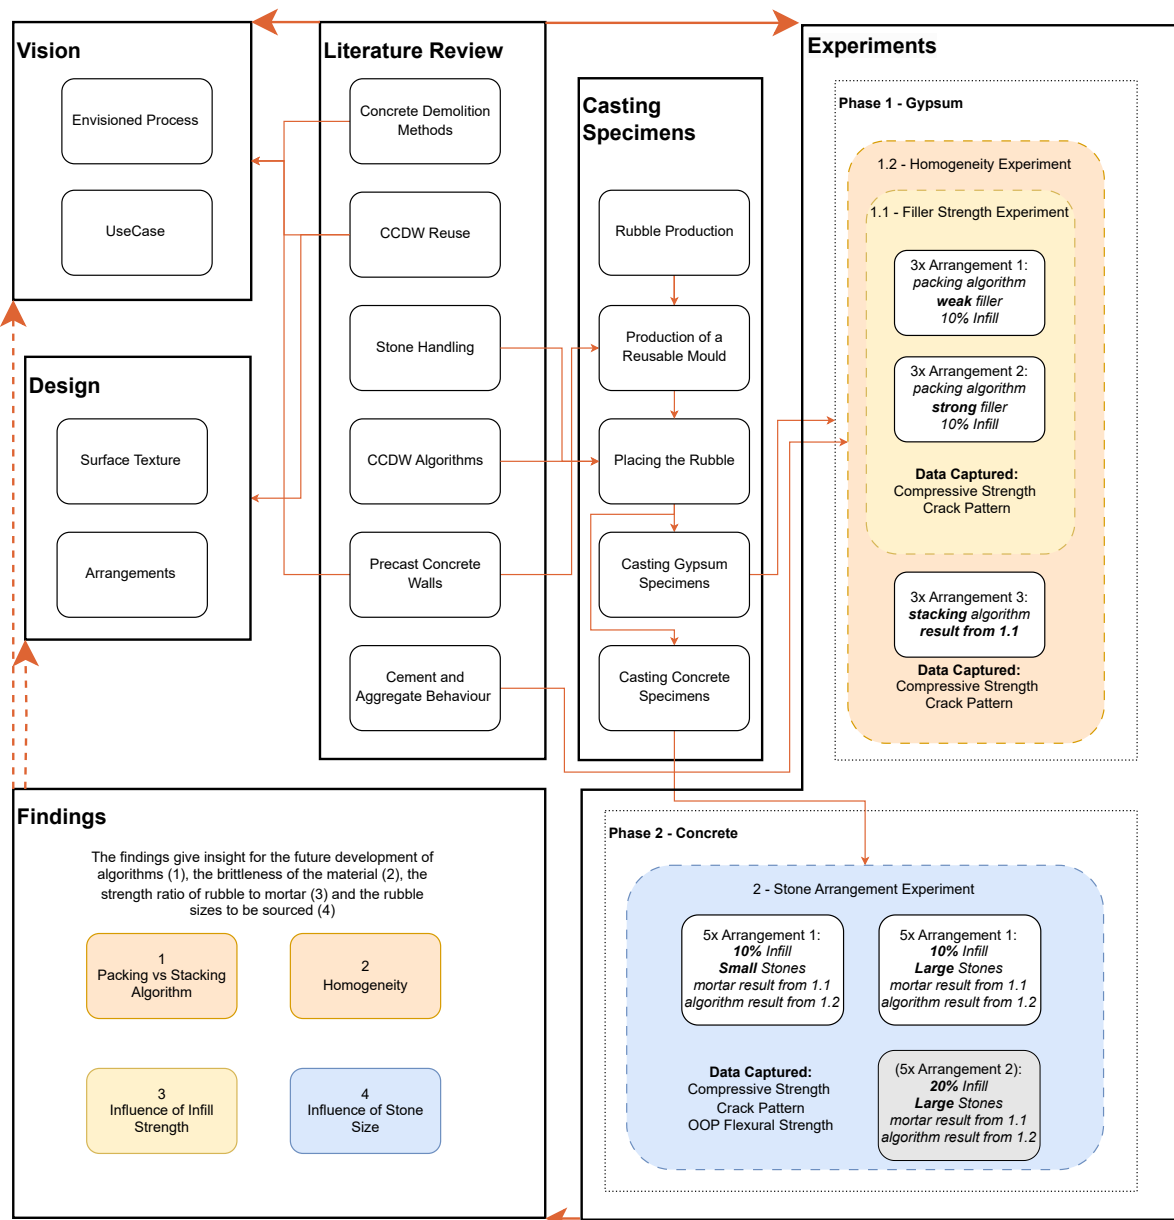 Vision
Envisioned Process
UseCase
Design
Surface Texture
Arrangements
Literature Review
Concrete Demolition
Methods
CCDW Reuse
Stone Handling
CCDW Algorithms
Precast Concrete
Walls
Cement and
Aggregate Behaviour
Casting
Specimens
Rubble Production
Production of a
Reusable Mould
Placing the Rubble
Casting Gypsum
Specimens
Casting Concrete
Specimens
Experiments
Phase 1 - Gypsum
1.2 - Homogeneity Experiment
1.1 - Filler Strength Experiment
3x Arrangement 1:
packing algorithm
weak filler
10% Infill
3x Arrangement 2:
packing algorithm
strong filler
10% Infill
Data Captured:
Compressive Strength
Crack Pattern
3x Arrangement 3:
stacking algorithm
result from 1.1
Data Captured:
Compressive Strength
Crack Pattern
Phase 2 - Concrete
2 - Stone Arrangement Experiment
5x Arrangement 1:
10% Infill
Small Stones
mortar result from 1.1
algorithm result from 1.2
5x Arrangement 1:
10% Infill
Large Stones
mortar result from 1.1
algorithm result from 1.2
Data Captured:
Compressive Strength
Crack Pattern
OOP Flexural Strength
(5x Arrangement 2):
20% Infill
Large Stones
mortar result from 1.1
algorithm result from 1.2
Findings
The findings give insight for the future development of
algorithms (1), the brittleness of the material (2), the
strength ratio of rubble to mortar (3) and the rubble
sizes to be sourced (4)
1
Packing vs Stacking
Algorithm
2
Homogeneity
3
Influence of Infill
Strength
4
Influence of Stone
Size